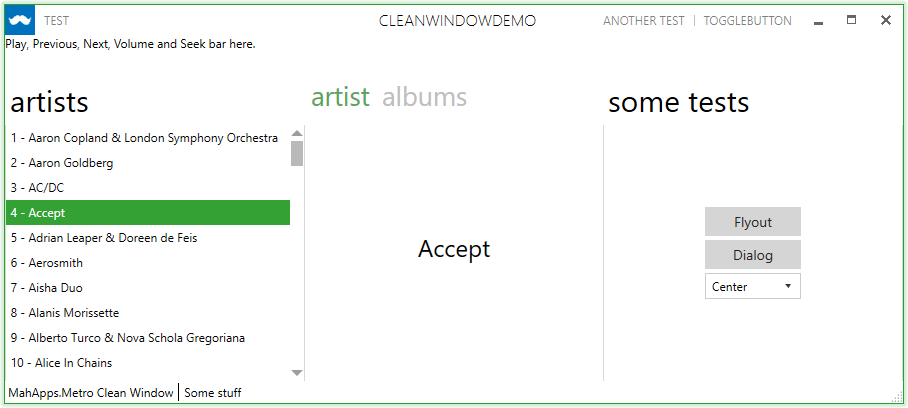 TEST
CLEANWINDOWDEMO
ANOTHER TEST
TOGGLEBUTTON
Play, Previous, Next, Volume and Seek bar here.
artists
1 - Aaron Copland & London Symphony Orchestra
2 - Aaron Goldberg
3 - AC/DC
4 - Accept
5 - Adrian Leaper & Doreen de Feis
6 - Aerosmith
7 - Aisha Duo
8 - Alanis Morissette
9 - Alberto Turco & Nova Schola Gregoriana
10 - Alice In Chains
artist albums
Accept
some tests
Flyout
Dialog
Center
MahApps.Metro Clean Window
Some stuff